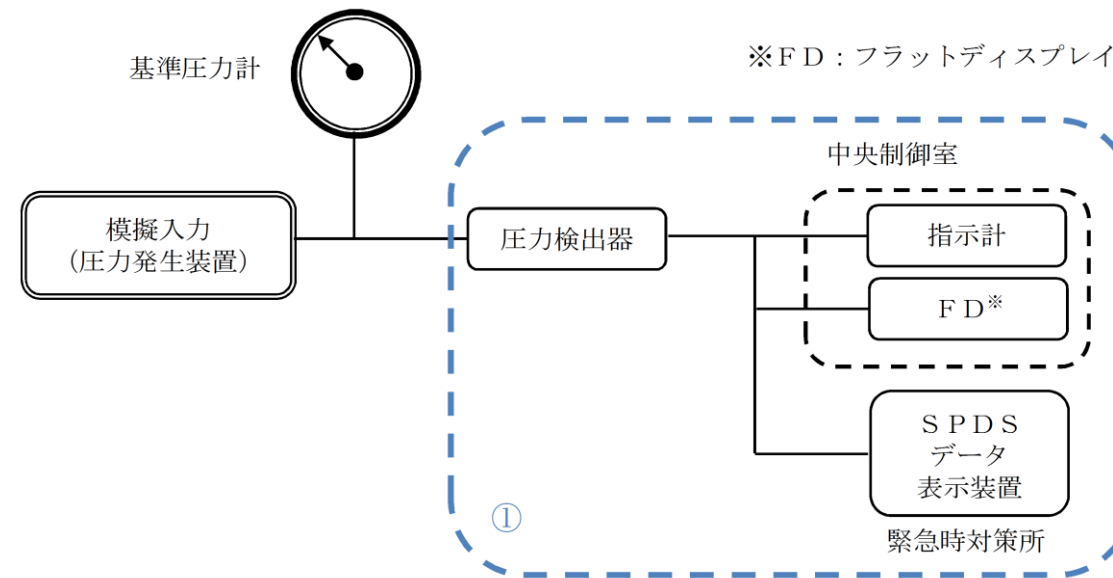 基準圧力計
※ＦＤ：フラットディスプレイ
中央制御室
模擬入力
（圧力発生装置）
圧力検出器
指示計
ＦＤ※
ＳＰＤＳ
データ
表示装置
①
緊急時対策所